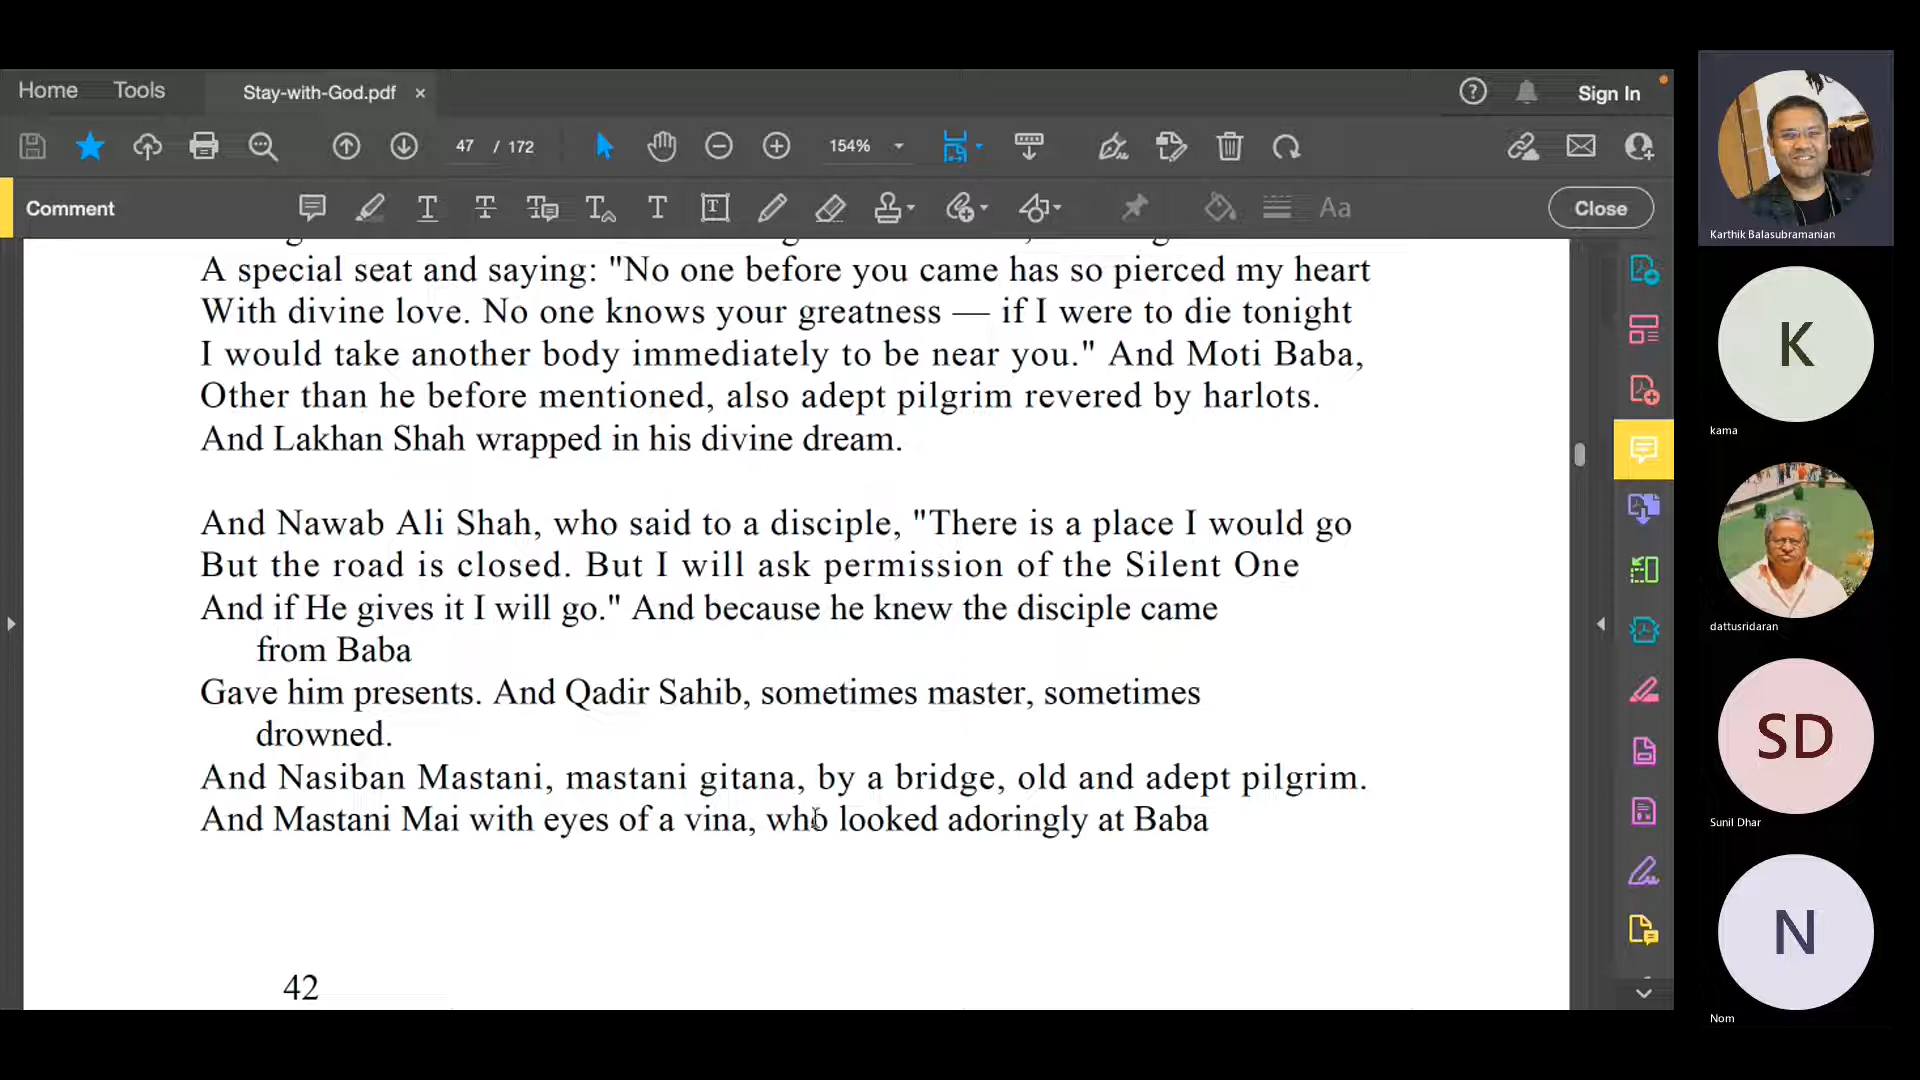 Home Tools Stay-with-God.pdf × Sign In
47 / 172 154%
Comment Close
A special seat and saying: "No one before you came has so pierced my heart
With divine love. No one knows your greatness — if I were to die tonight
I would take another body immediately to be near you." And Moti Baba,
Other than he before mentioned, also adept pilgrim revered by harlots.
And Lakhan Shah wrapped in his divine dream.
And Nawab Ali Shah, who said to a disciple, "There is a place I would go
But the road is closed. But I will ask permission of the Silent One
And if He gives it I will go." And because he knew the disciple came
from Baba
Gave him presents. And Qadir Sahib, sometimes master, sometimes
drowned.
And Nasiban Mastani, mastani gitana, by a bridge, old and adept pilgrim.
And Mastani Mai with eyes of a vina, who looked adoringly at Baba
42
Karthik Balasubramanian
K
kama
dattusridaran
SD
Sunil Dhar
N
Nom